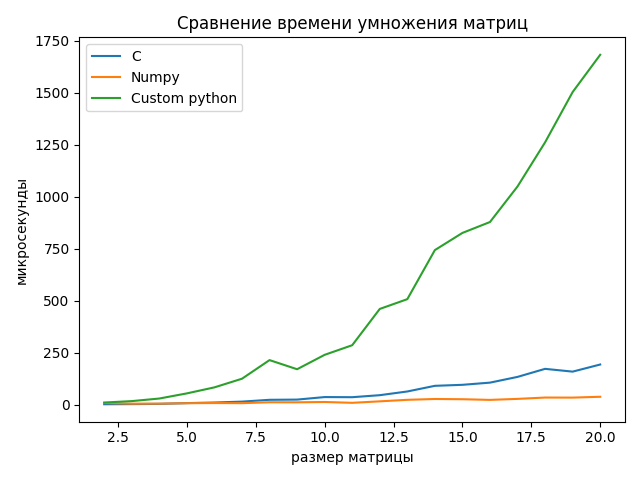 Сравнение времени умножения матриц
C
Numpy
Custom python
микросекунды
1750
1500
1250
1000
750
500
250
0
2.5
5.0
7.5
10.0
12.5
15.0
17.5
20.0
размер матрицы